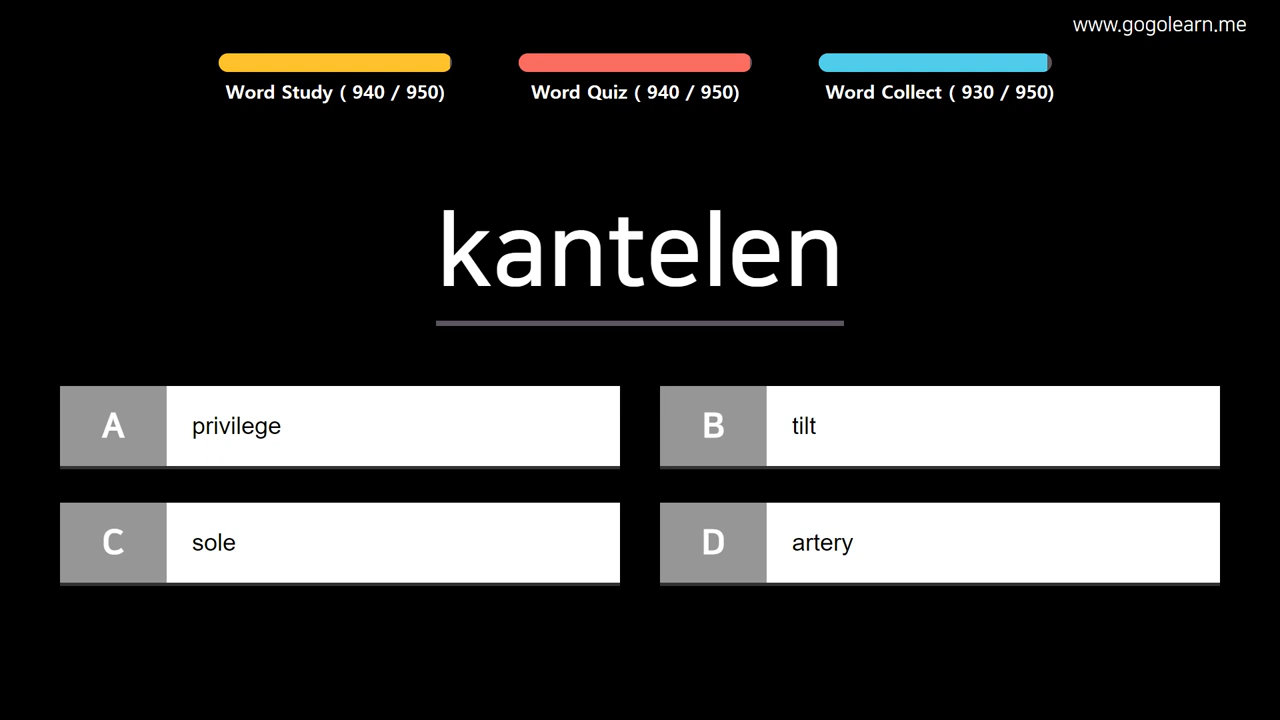 www.gogolearn.me
Word Study ( 940 / 950)
Word Quiz ( 940 / 950)
Word Collect ( 930 / 950)
kantelen
A privilege
B tilt
C sole
D artery